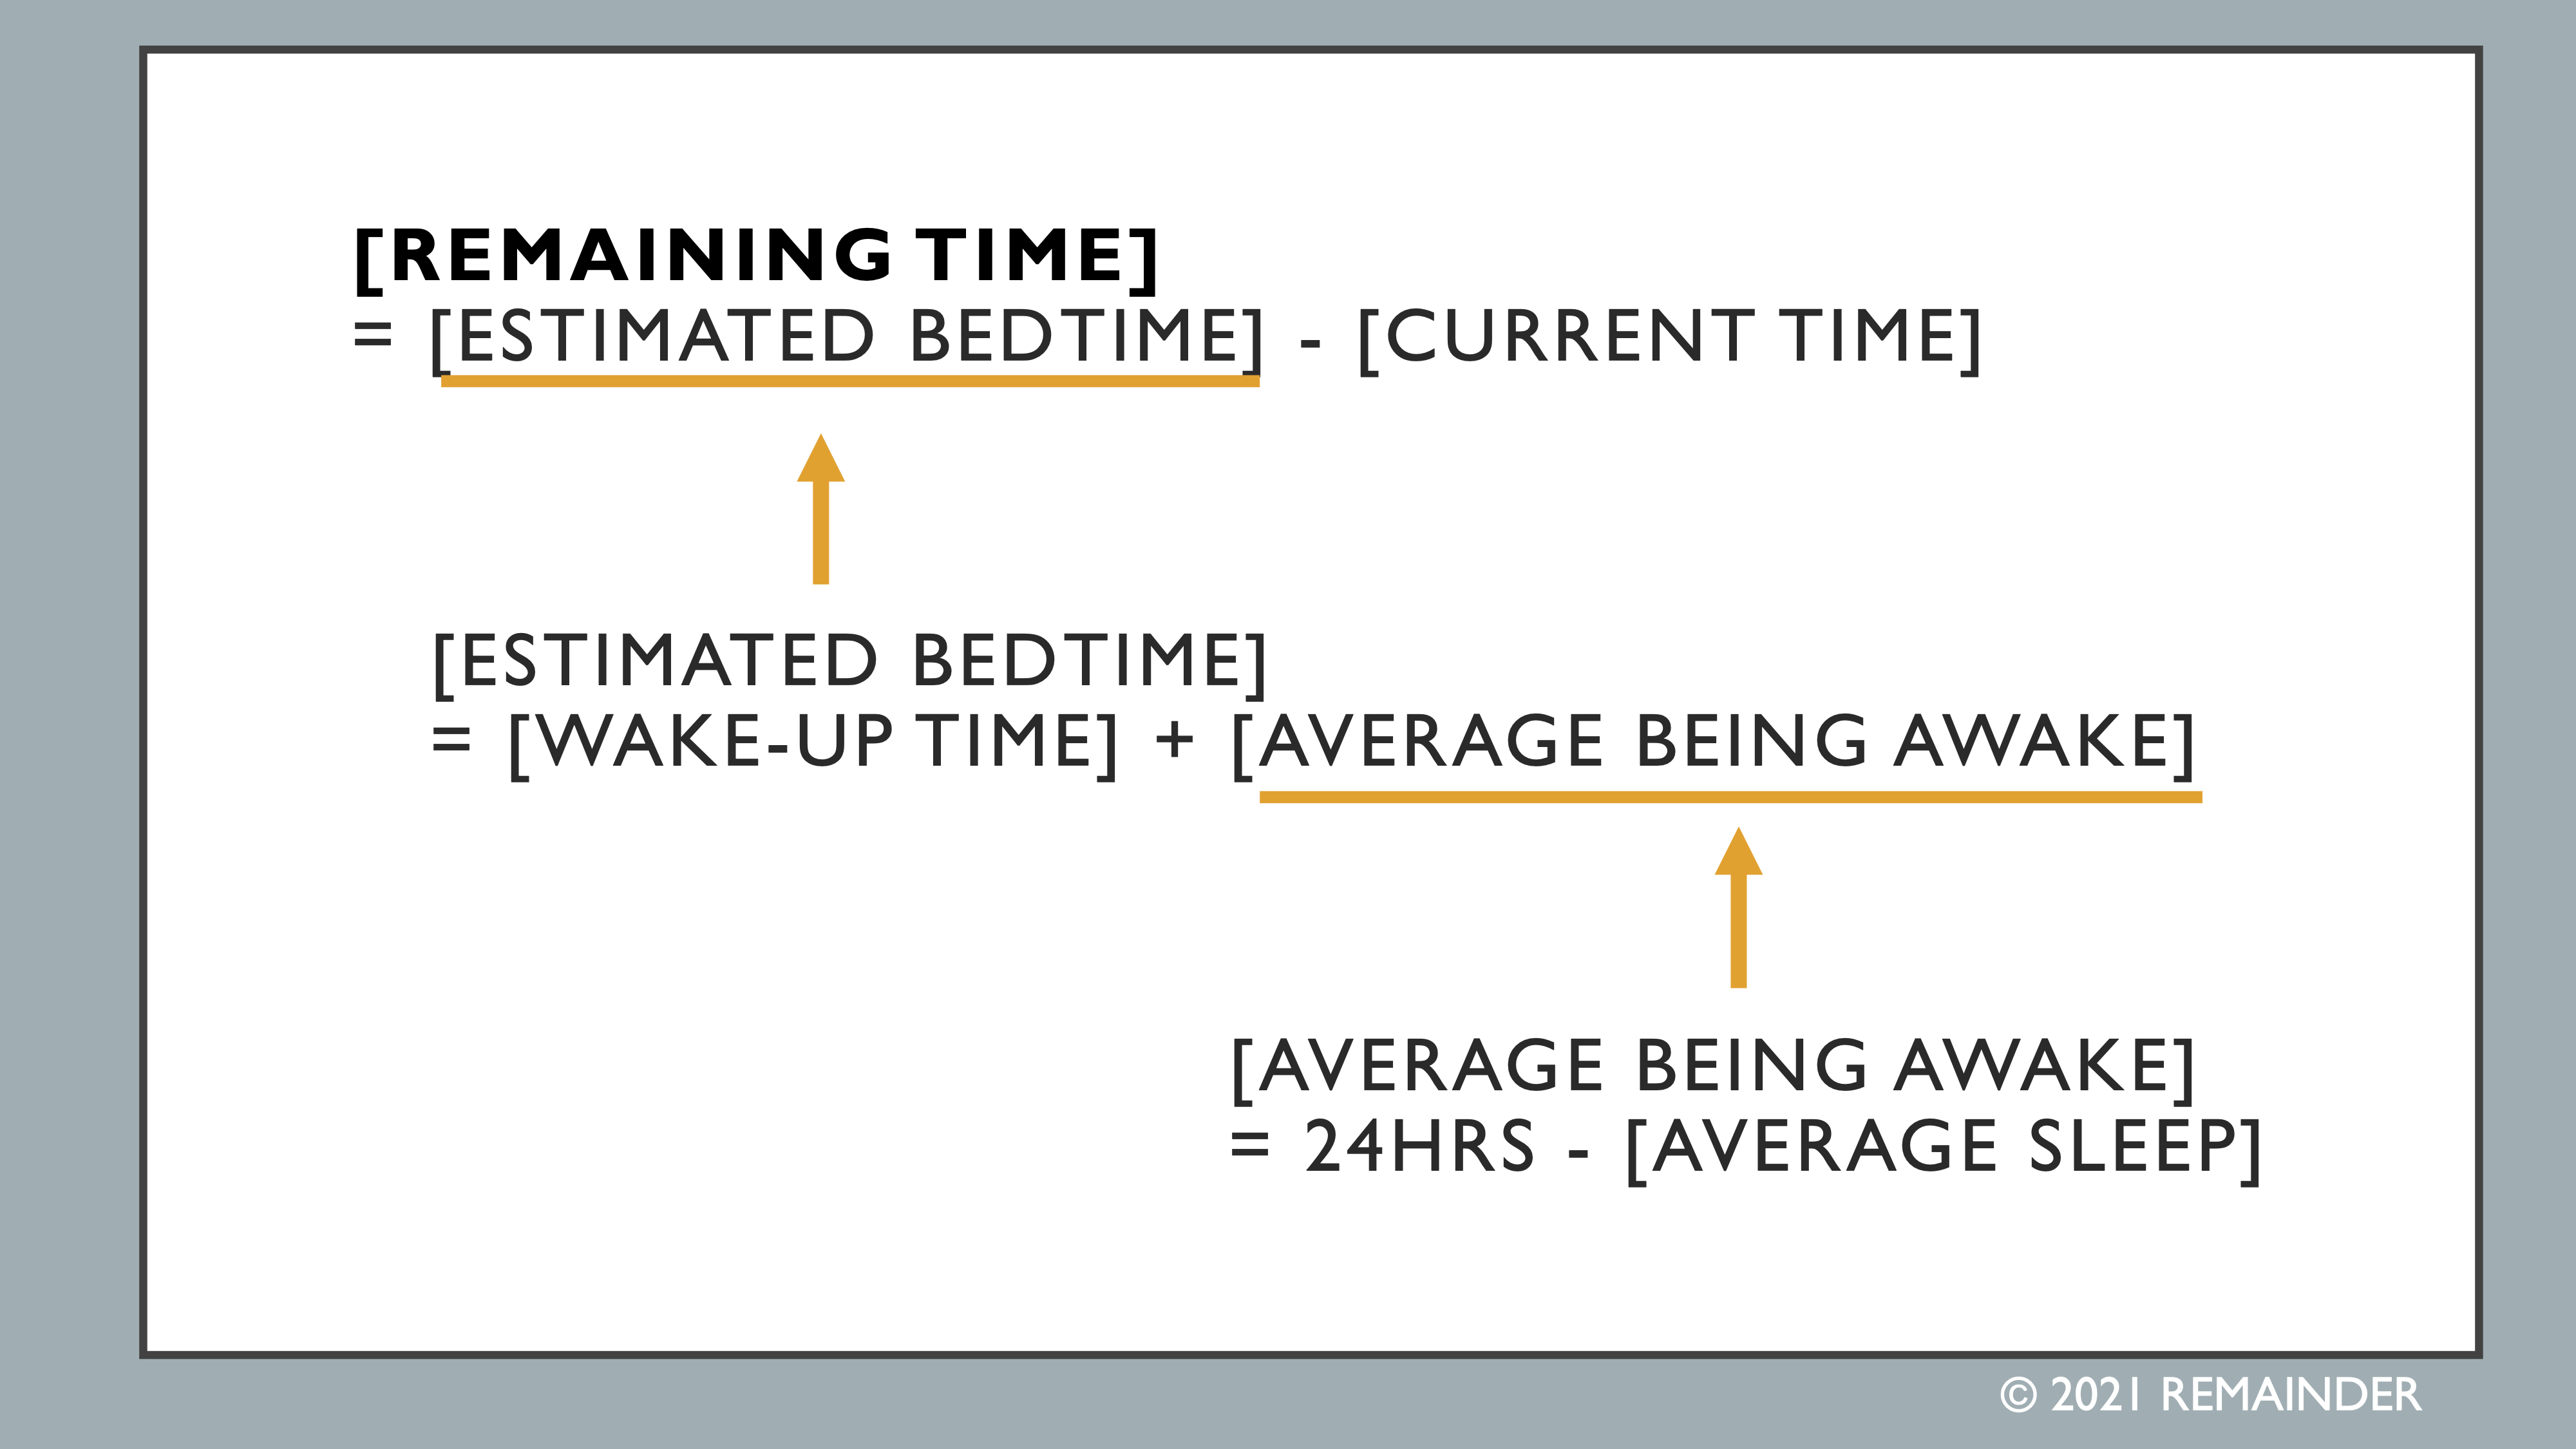 [REMAINING TIME]
= [ESTIMATED BEDTIME] - [CURRENT TIME]
[ESTIMATED BEDTIME]
= [WAKE-UP TIME] + [AVERAGE BEING AWAKE]
[AVERAGE BEING AWAKE]
= 24HRS - [AVERAGE SLEEP]
© 2021 REMAINDER